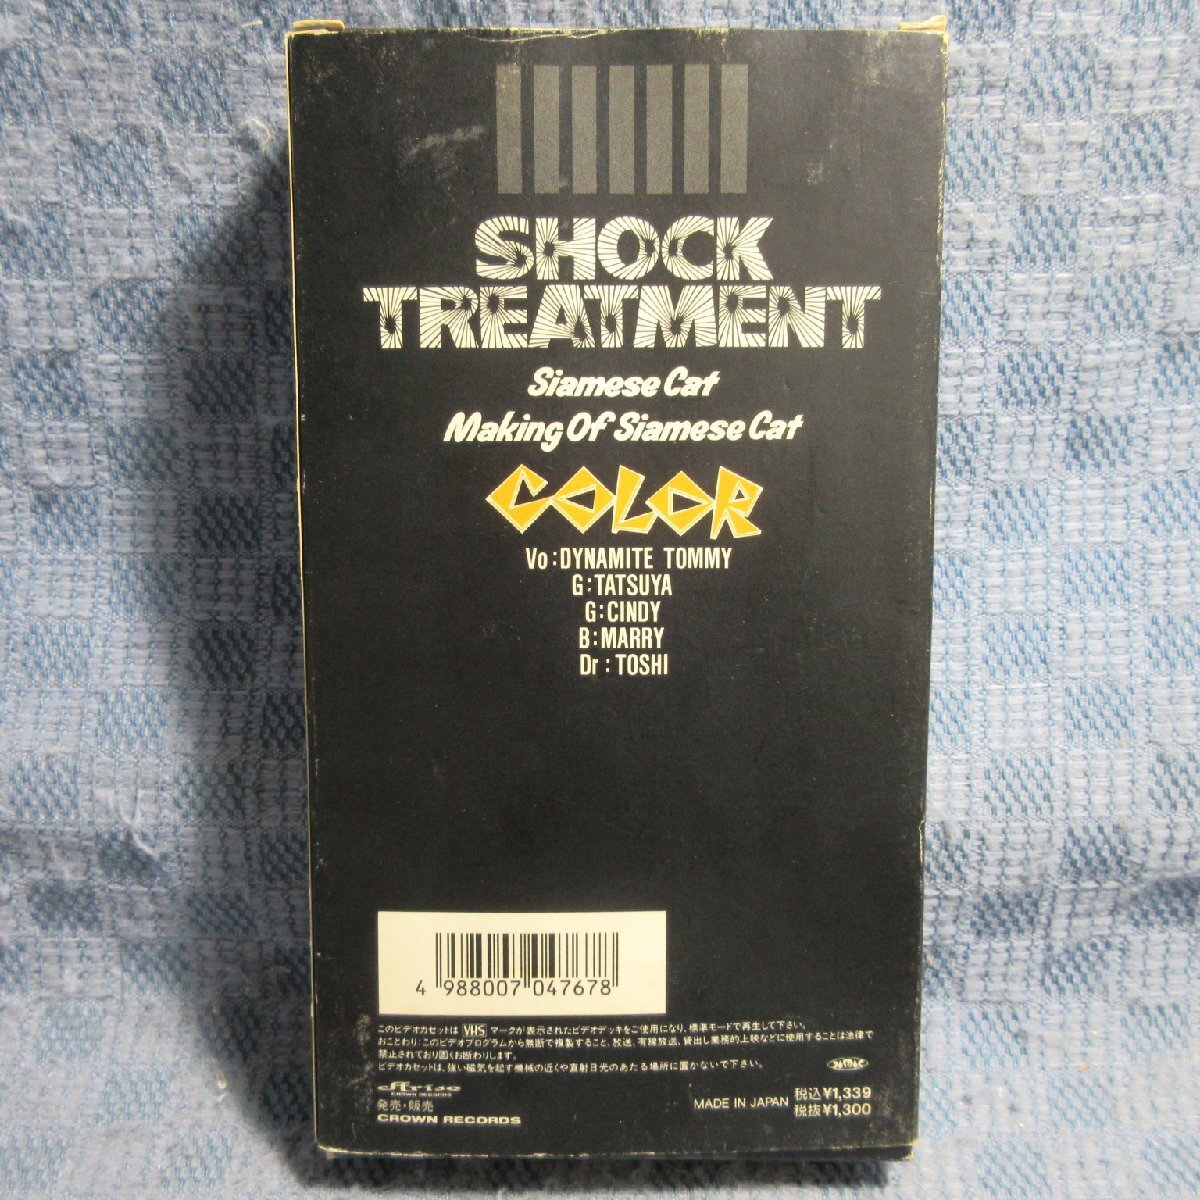 SHOCK
TREATMENT
Siamese Cat
Making Of Siamese Cat
COLOR
Vo:DYNAMITE TOMMY
G:TATSUYA
G:CINDY
B:MARRY
Dr:TOSHI
4 988007 047678
このビデオカセットは VHS マークが表示されたビデオデッキをご使用になり、標準モードで再生して下さい。
おことわり:このビデオプログラムから無断で複製すること、放送、有線放送、貸出し業務的上映などに使用することは法律で
禁止されており固くお断わりします。
ビデオカセットは、強い磁気を起す機械の近くや直射日光のあたる場所に置かないで下さい。
arise
CROWN RECORDS
発売・販売
CROWN RECORDS
MADE IN JAPAN 税込¥1,339
税抜¥1,300